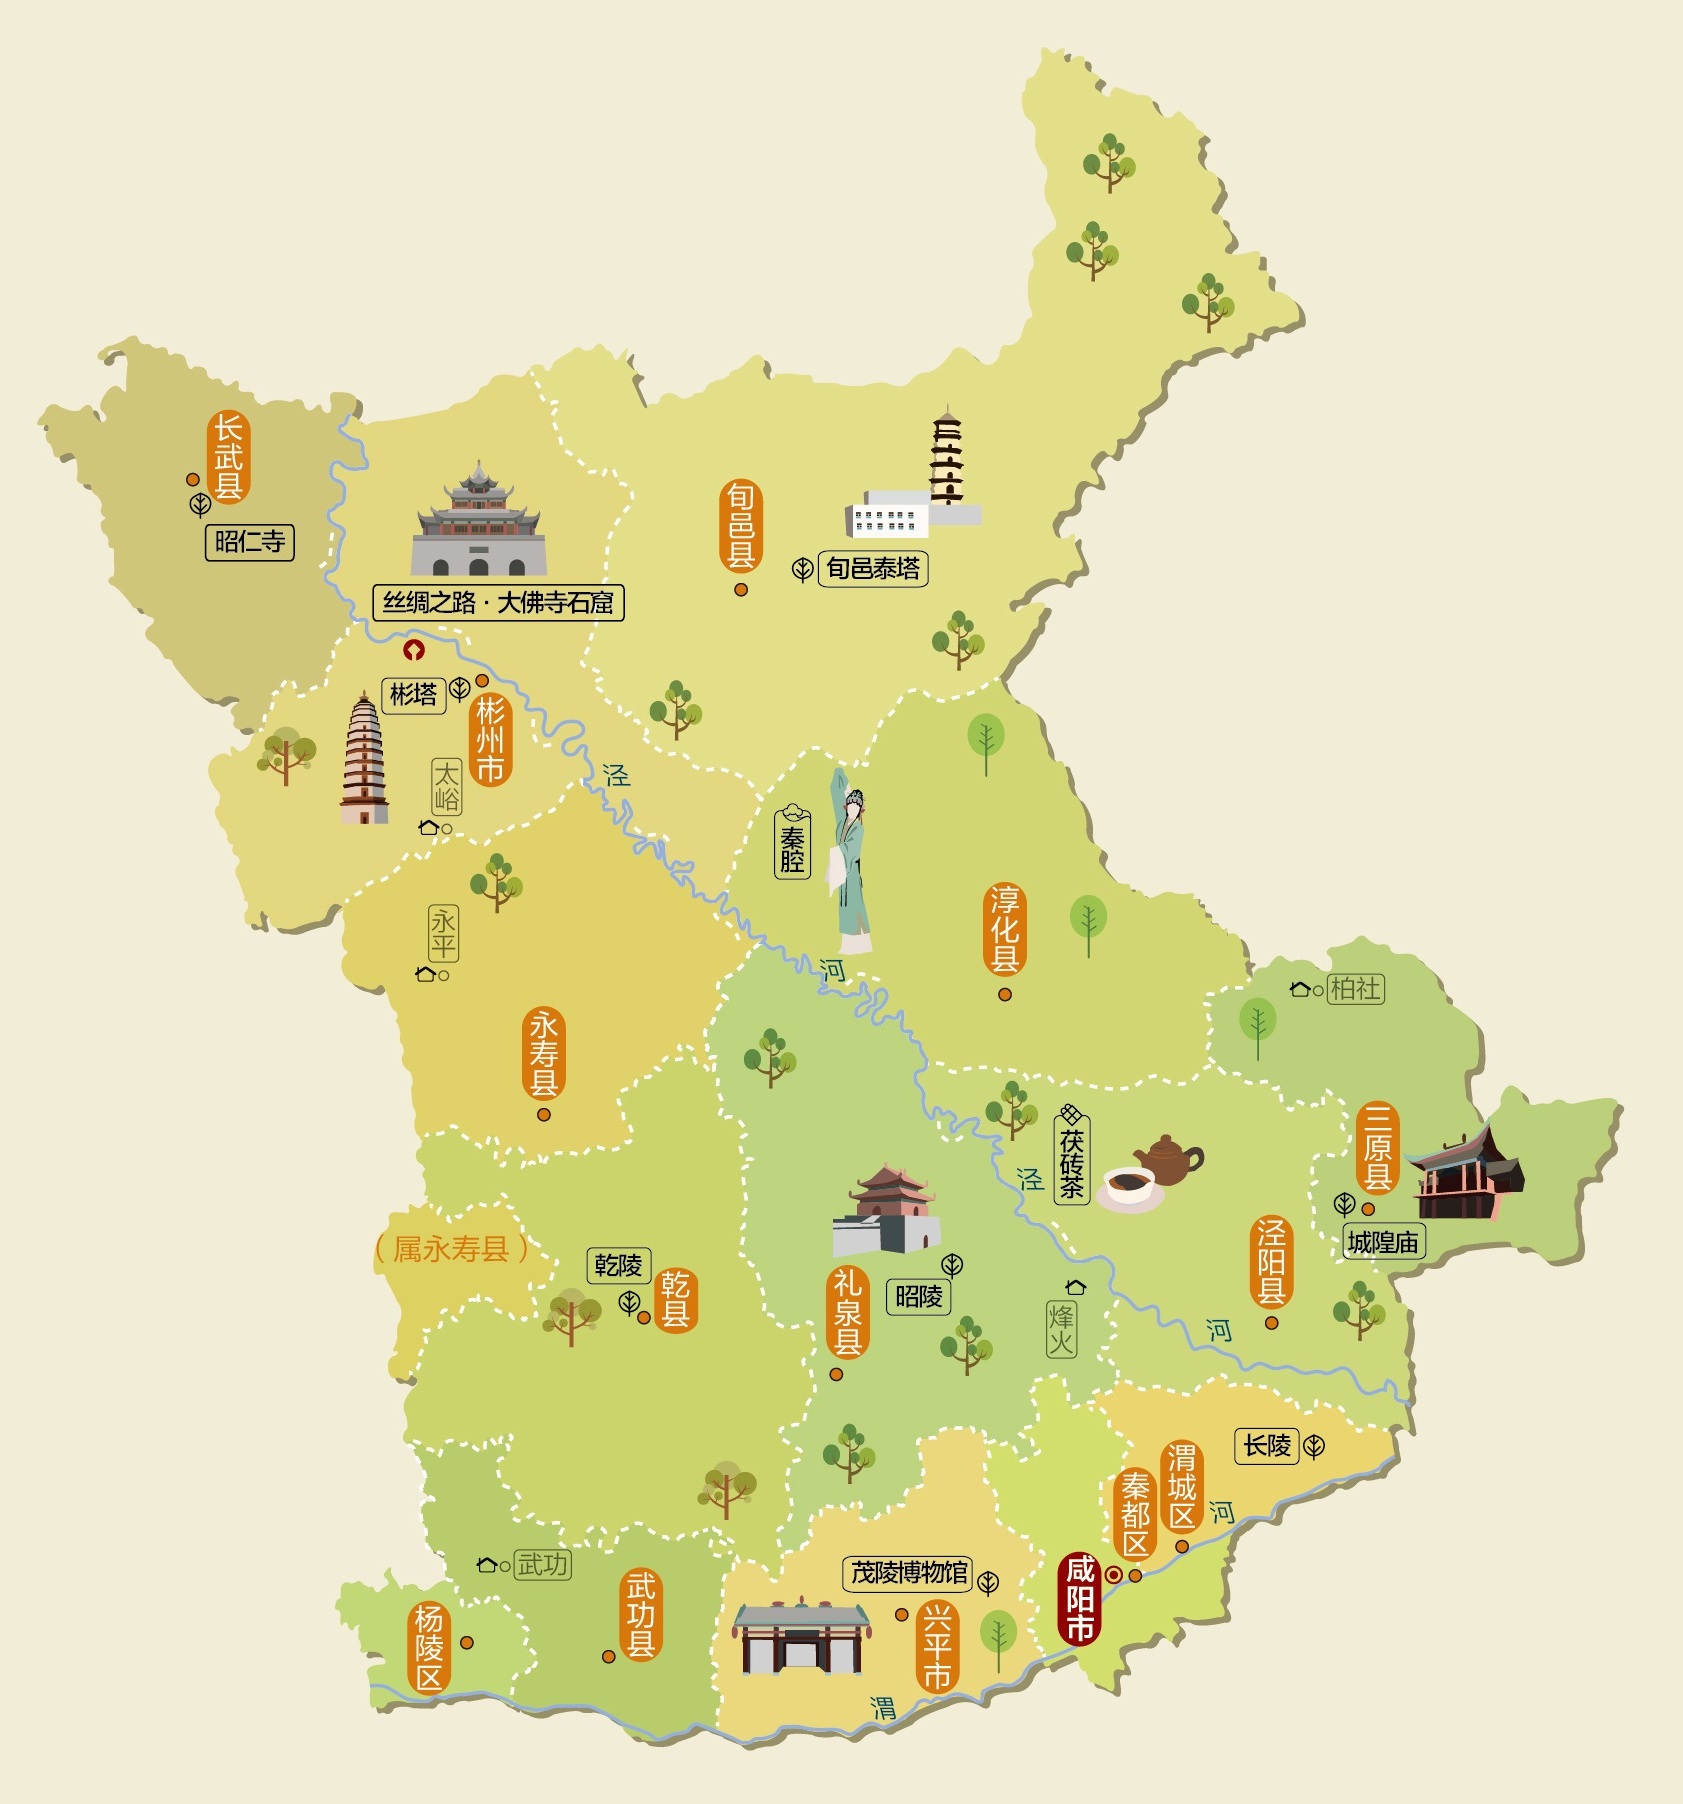 长武县
昭仁寺
丝绸之路·大佛寺石窟
旬邑县
旬邑泰塔
彬塔
彬州市
太峪
泾
秦腔
永平
河
淳化县
柏社
永寿县
茯砖茶
三原县
泾
城隍庙
（属永寿县）
乾陵
乾县
礼泉县
昭陵
烽火
泾阳县
河
长陵
渭城区
秦都区
河
咸阳市
武功
武功县
杨陵区
茂陵博物馆
兴平市
渭